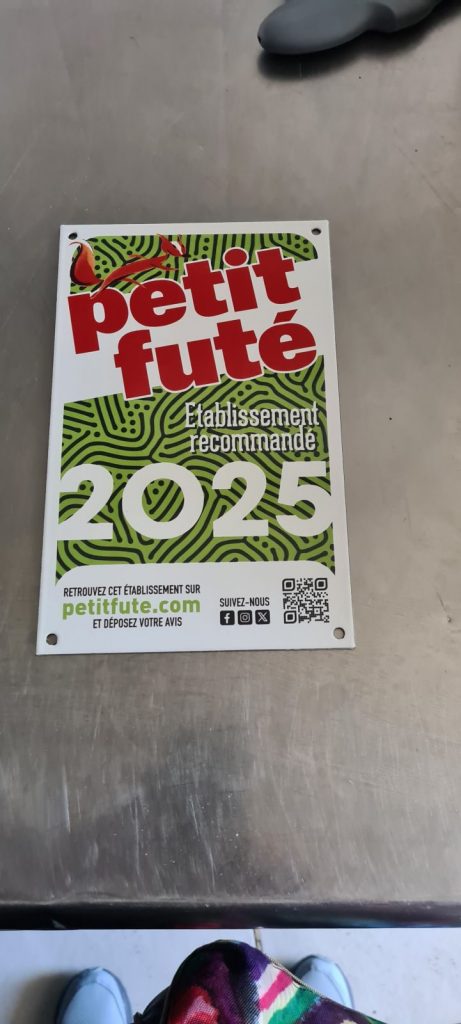 petit
futé
Etablissement
recommandé
2025
RETROUVEZ CET ÉTABLISSEMENT SUR
petitfute.com
ET DÉPOSEZ VOTRE AVIS
SUIVEZ-NOUS